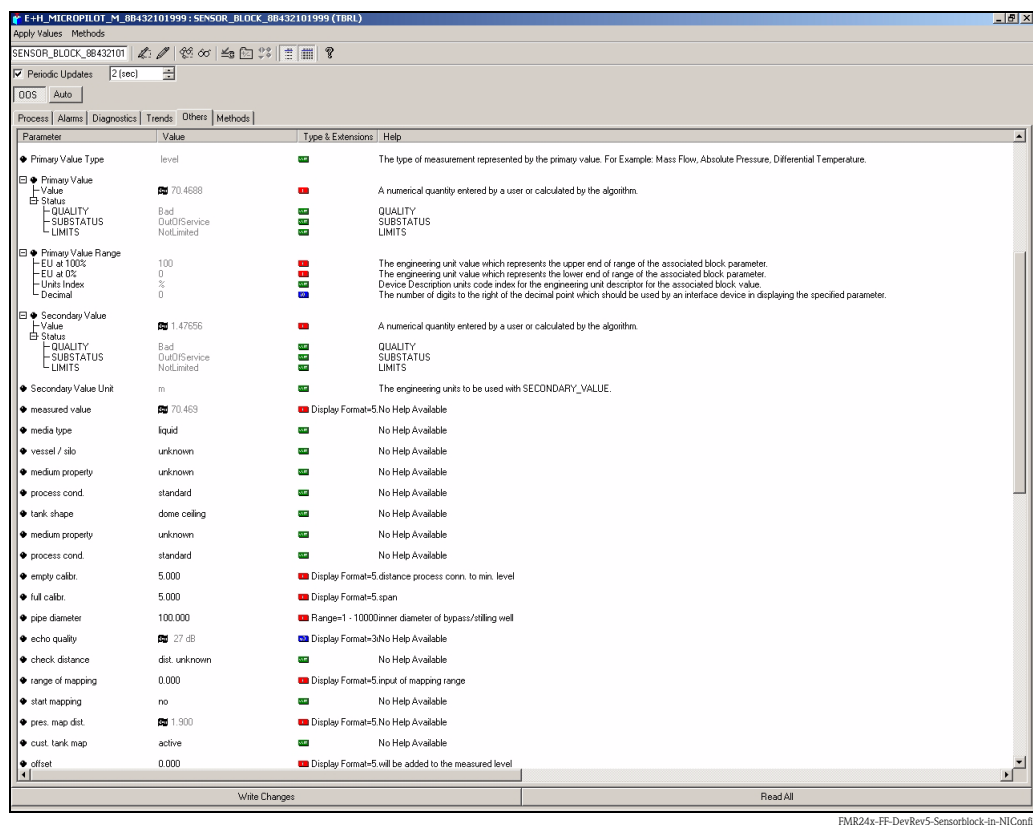 E+H_MICROPILOT_M_8B432101999 : SENSOR_BLOCK_8B432101999 (TBRL)
Apply Values Methods
SENSOR_BLOCK_8B432101
Periodic Updates 2 (sec)
OOS Auto
Process Alarms Diagnostics Trends Others Methods
Parameter Value Type & Extensions Help
Primary Value Type level The type of measurement represented by the primary value. For Example: Mass Flow, Absolute Pressure, Differential Temperature.
Primary Value
Value 70.4688 A numerical quantity entered by a user or calculated by the algorithm.
Status
QUALITY Bad QUALITY
SUBSTATUS OutOfService SUBSTATUS
LIMITS NotLimited LIMITS
Primary Value Range
EU at 100% 100 The engineering unit value which represents the upper end of range of the associated block parameter.
EU at 0% 0 The engineering unit value which represents the lower end of range of the associated block parameter.
Units Index % Device Description units code index for the engineering unit descriptor for the associated block value.
Decimal 0 The number of digits to the right of the decimal point which should be used by an interface device in displaying the specified parameter.
Secondary Value
Value 1.47656 A numerical quantity entered by a user or calculated by the algorithm.
Status
QUALITY Bad QUALITY
SUBSTATUS OutOfService SUBSTATUS
LIMITS NotLimited LIMITS
Secondary Value Unit m The engineering units to be used with SECONDARY_VALUE.
measured value 70.469 Display Format=5. No Help Available
media type liquid No Help Available
vessel / silo unknown No Help Available
medium property unknown No Help Available
process cond. standard No Help Available
tank shape dome ceiling No Help Available
medium property unknown No Help Available
process cond. standard No Help Available
empty calibr. 5.000 Display Format=5. distance process conn. to min. level
full calibr. 5.000 Display Format=5. span
pipe diameter 100.000 Range=1 - 10000 inner diameter of bypass/stilling well
echo quality 27 dB Display Format=3 No Help Available
check distance dist. unknown No Help Available
range of mapping 0.000 Display Format=5. input of mapping range
start mapping no No Help Available
pres. map dist. 1.900 Display Format=5. No Help Available
cust. tank map active No Help Available
offset 0.000 Display Format=5. will be added to the measured level
Write Changes Read All
FMR24x-FF-DevRev5-Sensorblock-in-NIConfi